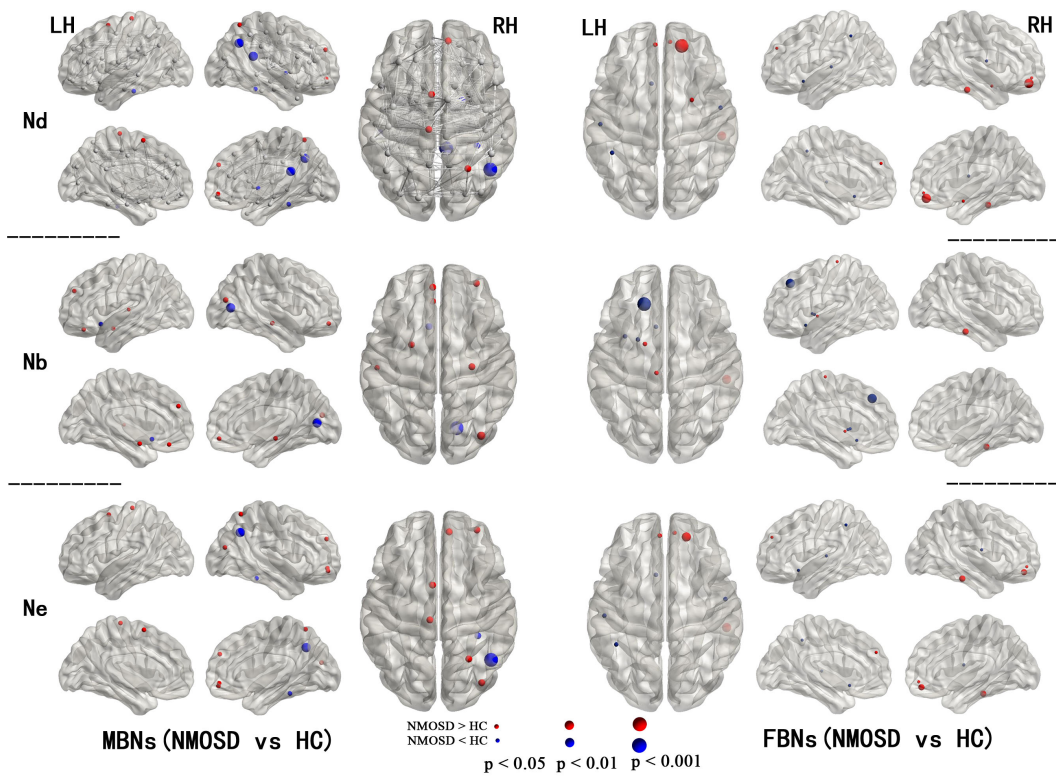 LH RH LH RH
Nd
Nb
Ne
NMOSD > HC
NMOSD < HC
MBNs(NMOSD vs HC) FBNs(NMOSD vs HC)
p < 0.05 p < 0.01 p < 0.001